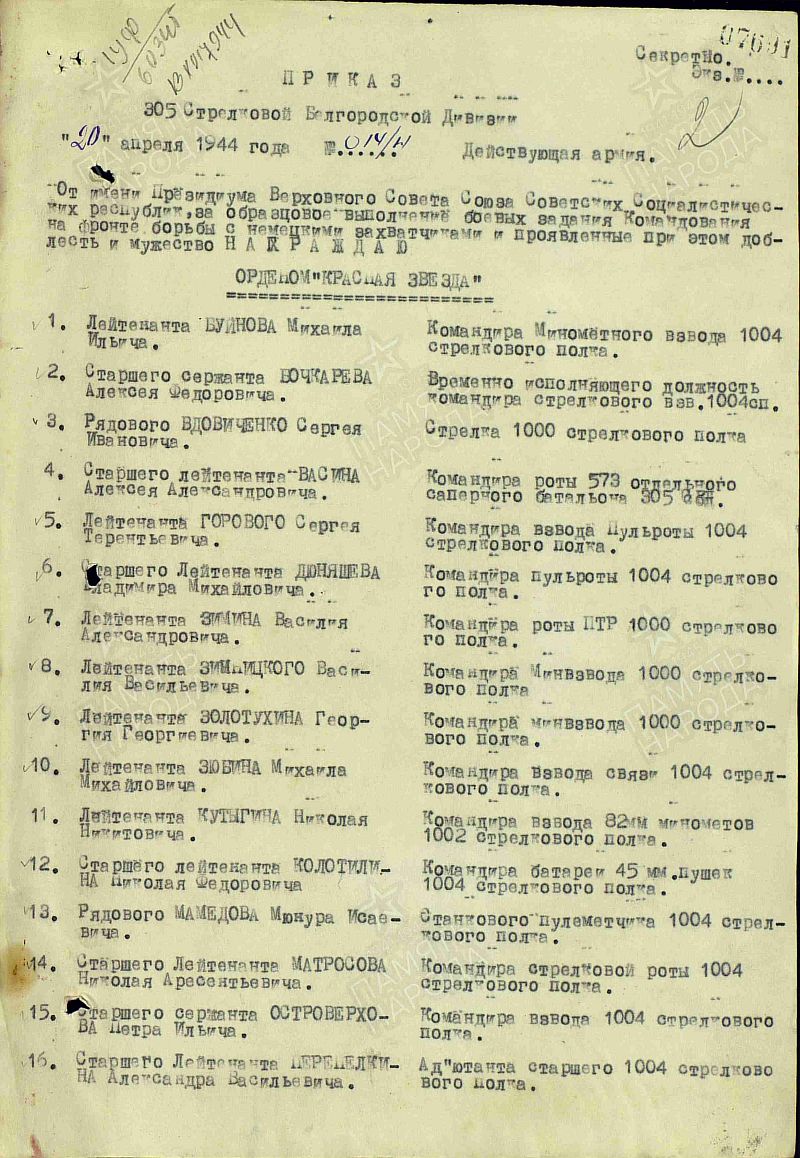 07691
Секретно.
Экз.№....
2
ПРИКАЗ
305 Стрелковой Белгородской Дивизии
"20" апреля 1944 года №. 014/н Действующая армия.
От имени Президиума Верховного Совета Союза Советских Социалистичес-
ких республик,за образцовое выполнение боевых задания Командования
на фронте борьбы с немецкими захватчиками и проявленные при этом доб-
лесть и мужество НАГРАЖДАЮ
ОРДЕНОМ"КРАСНАЯ ЗВЕЗДА"
=========================
1. Лейтенанта БУЙНОВА Михаила Командира Минометного взвода 1004
Ильича. стрелкового полка.
2. Старшего сержанта БОЧКАРЕВА Временно исполняющего должность
Алексея Федоровича. командира стрелкового взв.1004сп.
3. Рядового ВДОВИЧЕНКО Сергея Стрелка 1000 стрелкового полка
Ивановича.
4. Старшего лейтенанта ВАСИНА Командира роты 573 отдельного
Алексея Александровича. саперного батальона 305
5. Лейтенанта ГОРОВОГО Сергея Командира взвода Пульроты 1004
Терентьевича. стрелкового полка.
6. Старшего Лейтенанта ДЮНЯШЕВА Командира пульроты 1004 стрелково
Владимира Михайловича. го полка.
7. Лейтенанта ЗИМИНА Василия Командира роты ПТР 1000 стрелково
Александровича. го полка.
8. Лейтенанта ЗИМНИЦКОГО Васи- Командира Минвзвода 1000 стрелко-
лия Васильевича. вого полка
9. Лейтенанта ЗОЛОТУХИНА Геор- Командира минвзвода 1000 стрелко-
гия Георгиевича. вого полка.
10. Лейтенанта ЗЮБИНА Михаила Командира взвода связи 1004 стрел-
Михайловича. кового полка.
11. Лейтенанта КУТЫГИНА Николая Командира взвода 82мм минометов
Никитовича. 1002 стрелкового полка.
12. Старшего лейтенанта КОЛОТИЛИ- Командира батареи 45 мм.пушек
НА Николая Федоровича 1004 стрелкового полка.
13. Рядового МАМЕДОВА Мюнура Исае- Станкового пулеметчика 1004 стрел-
вича. кового полка.
14. Старшего Лейтенанта МАТРОСОВА Командира стрелковой роты 1004
Николая Аресентьевича. стрелкового полка.
15. Старшего сержанта ОСТРОВЕРХО- Командира взвода 1004 стрелкового
ВА Петра Ильича. полка.
16. Старшего Лейтенанта ПЕРЕПЕЛКИ- Ад"ютанта старшего 1004 стрелково
НА Александра Васильевича. вого полка.